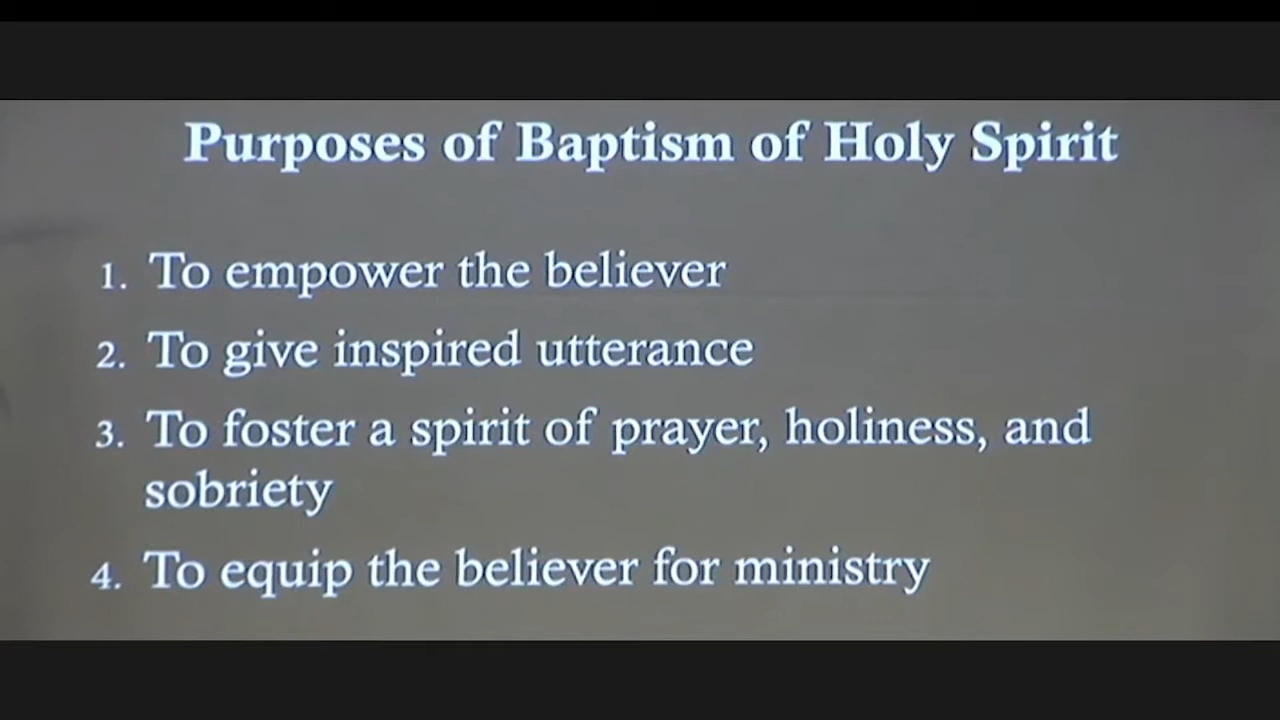 Purposes of Baptism of Holy Spirit
1. To empower the believer
2. To give inspired utterance
3. To foster a spirit of prayer, holiness, and
sobriety
4. To equip the believer for ministry